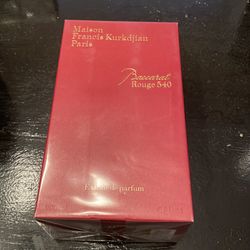 Maison
Francis Kurkdjian
Paris
Baccarat
Rouge 540
Extrait de parfum